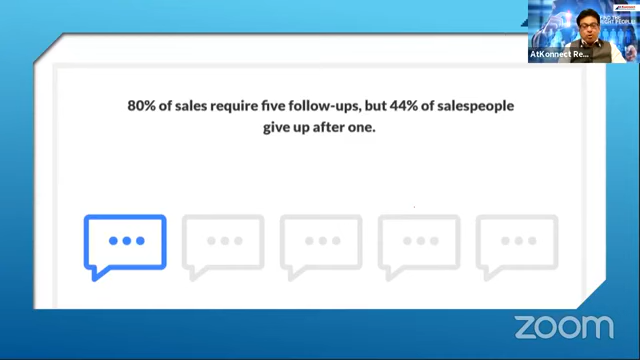 80% of sales require five follow-ups, but 44% of salespeople
give up after one.
AtKonnect Re...
zoom